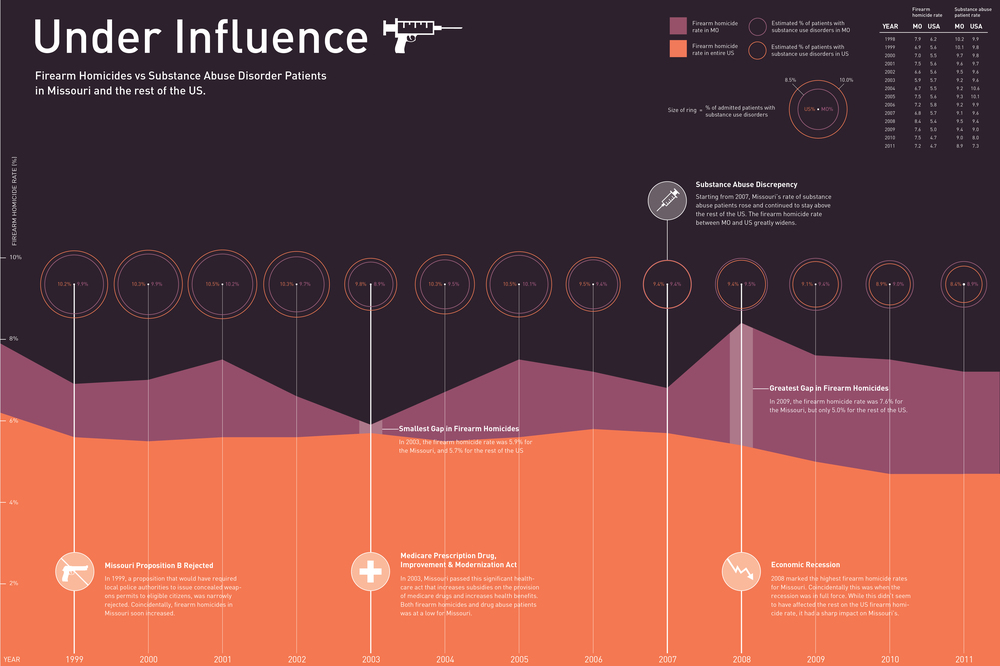 Under Influence
Firearm Homicides vs Substance Abuse Disorder Patients
in Missouri and the rest of the US.
Firearm homicide
rate in MO
Estimated % of patients with
substance use disorders in MO
Firearm homicide
rate in entire US
Estimated % of patients with
substance use disorders in US
8.5% 10.0%
Size of ring = % of admitted patients with
substance use disorders
US% • MO%
Firearm
homicide rate
Substance abuse
patient rate
YEAR MO USA MO USA
1998 7.9 6.2 10.2 9.9
1999 6.9 5.6 10.1 9.8
2000 7.0 5.5 9.7 9.8
2001 7.5 5.6 9.6 9.7
2002 6.6 5.6 9.5 9.6
2003 5.9 5.7 9.2 9.6
2004 6.7 5.5 9.2 10.6
2005 7.5 5.6 9.3 10.1
2006 7.2 5.8 9.2 9.9
2007 6.8 5.7 9.1 9.6
2008 8.4 5.4 9.5 9.4
2009 7.6 5.0 9.4 9.0
2010 7.5 4.7 9.0 8.0
2011 7.2 4.7 8.9 7.3
FIREARM HOMICIDE RATE (%)
Substance Abuse Discrepency
Starting from 2007, Missouri's rate of substance
abuse patients rose and continued to stay above
the rest of the US. The firearm homicide rate
between MO and US greatly widens.
10%
10.2% • 9.9%
10.3% • 9.9%
10.5% • 10.2%
10.3% • 9.7%
9.8% • 8.9%
10.3% • 9.5%
10.3% • 10.1%
9.5% • 9.6%
9.4% • 9.4%
9.4% • 9.5%
9.1% • 9.4%
8.9% • 9.0%
8.4% • 8.9%
8%
Greatest Gap in Firearm Homicides
In 2009, the firearm homicide rate was 7.6% for
the Missouri, but only 5.0% for the rest of the US.
6%
Smallest Gap in Firearm Homicides
In 2003, the firearm homicide rate was 5.9% for
the Missouri, and 5.7% for the rest of the US
4%
2%
Missouri Proposition B Rejected
In 1999, a proposition that would have required
local police authorities to issue concealed weap-
ons permits to eligible citizens, was narrowly
rejected. Coincidentally, firearm homicides in
Missouri soon increased.
Medicare Prescription Drug,
Improvement & Modernization Act
In 2003, Missouri passed this significant health-
care act that increases subsidies on the provision
of medicare drugs and increases health benefits.
Both firearm homicides and drug abuse patients
was at a low for Missouri.
Economic Recession
2008 marked the highest firearm homicide rates
for Missouri. Coincidentally this was when the
recession was in full force. While this didn't seem
to have affected the rest on the US firearm homi-
cide rate, it had a sharp impact on Missouri's.
YEAR 1999 2000 2001 2002 2003 2004 2005 2006 2007 2008 2009 2010 2011